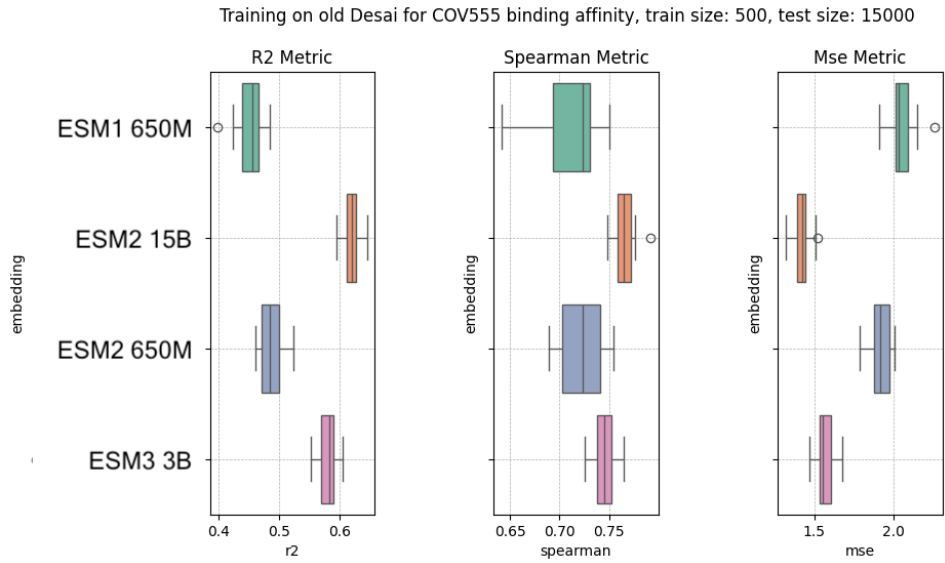 Training on old Desai for COV555 binding affinity, train size: 500, test size: 15000
R2 Metric
Spearman Metric
Mse Metric
embedding
ESM1 650M
ESM2 15B
ESM2 650M
ESM3 3B
embedding
embedding
0.4 0.5 0.6
r2
0.65 0.70 0.75
spearman
1.5 2.0
mse